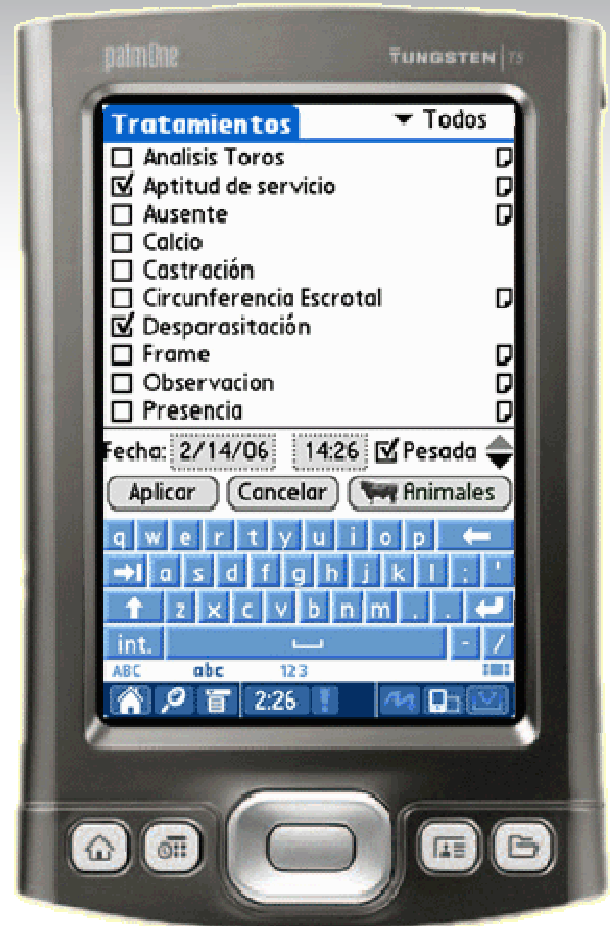 palmOne TUNGSTEN | T5
Tratamientos Todos
Analisis Toros
Aptitud de servicio
Ausente
Calcio
Castración
Circunferencia Escrotal
Desparasitación
Frame
Observacion
Presencia
Fecha: 2/14/06 14:26 Pesada
Aplicar Cancelar Animales
q w e r t y u i o p
a s d f g h j k l ; '
z x c v b n m , .
int. - /
ABC abc 123
2:26 !